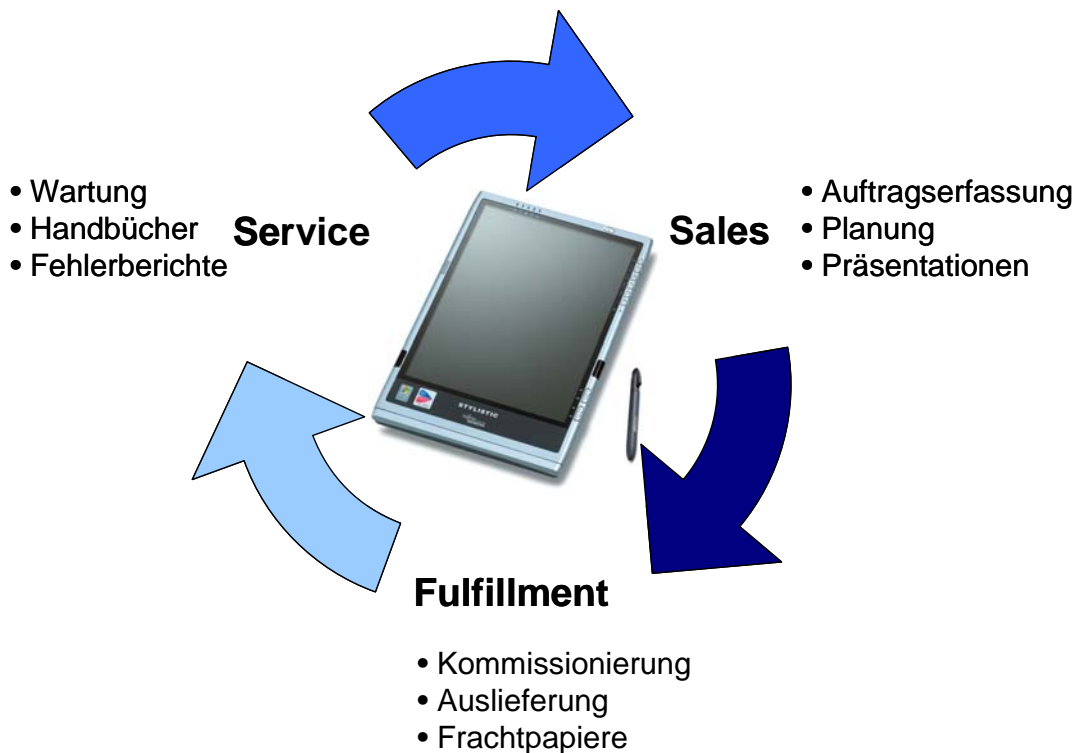 • Wartung
• Handbücher
• Fehlerberichte
Service
Sales
• Auftragserfassung
• Planung
• Präsentationen
STYLISTIC
Fulfillment
• Kommissionierung
• Auslieferung
• Frachtpapiere